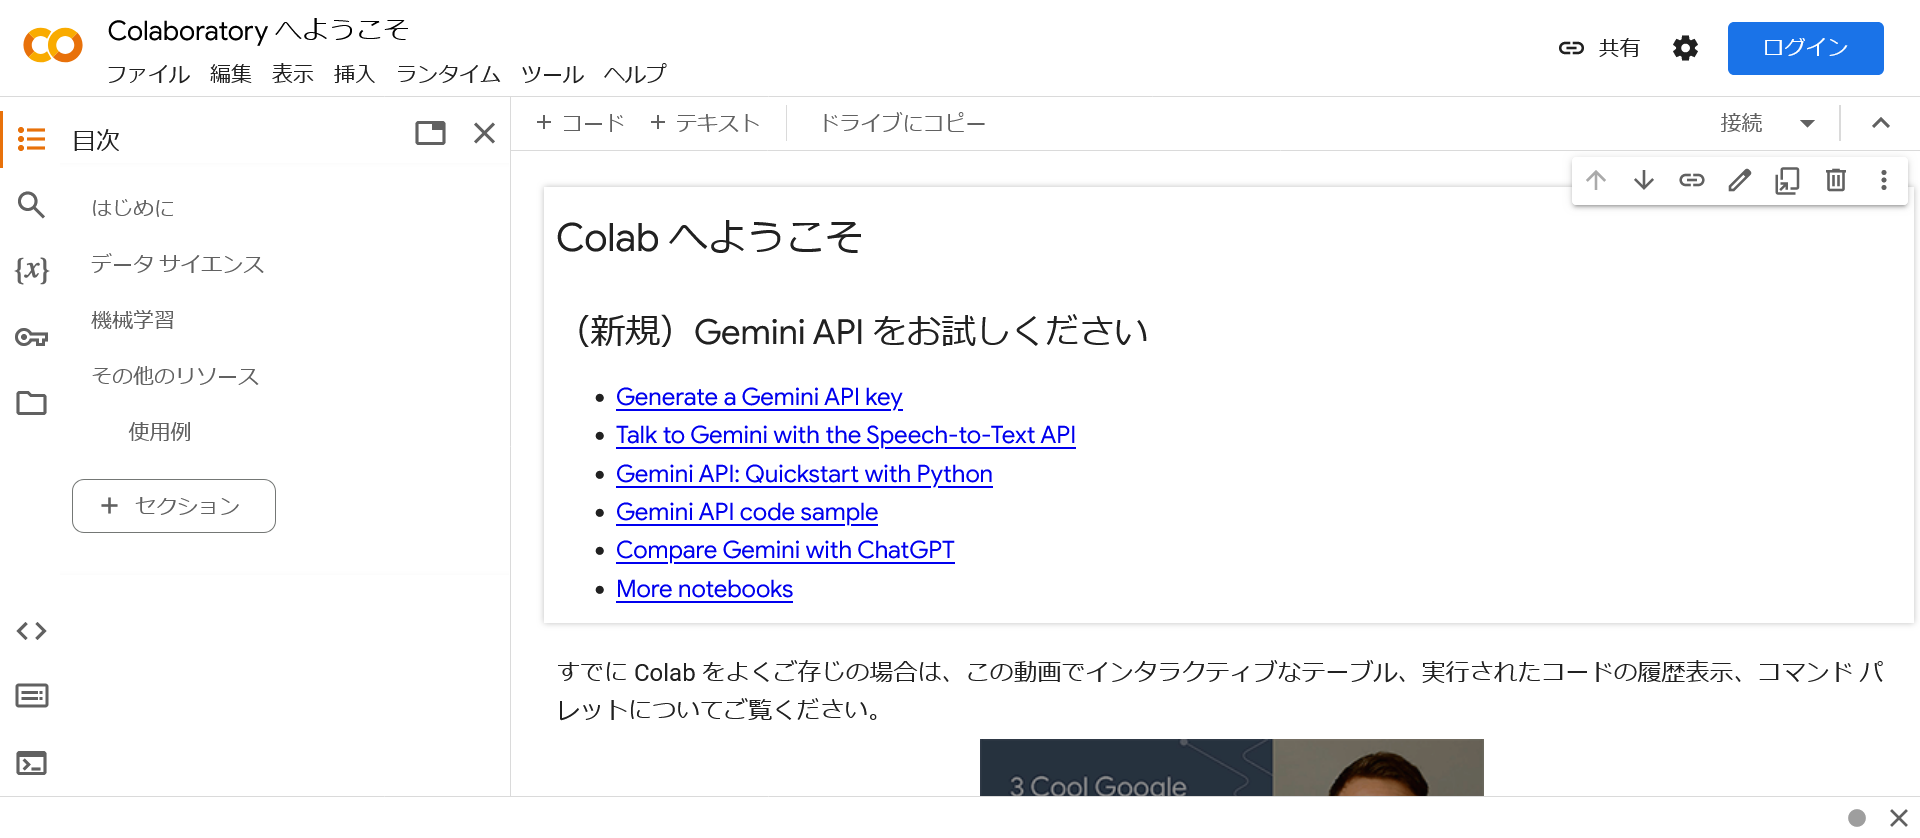 Colaboratory へようこそ
ファイル 編集 表示 挿入 ランタイム ツール ヘルプ
共有
ログイン
目次
+ コード + テキスト ドライブにコピー
接続
はじめに
データ サイエンス
{x}
機械学習
その他のリソース
使用例
+ セクション
Colab へようこそ
（新規）Gemini API をお試しください
• Generate a Gemini API key
• Talk to Gemini with the Speech-to-Text API
• Gemini API: Quickstart with Python
• Gemini API code sample
• Compare Gemini with ChatGPT
• More notebooks
すでに Colab をよくご存じの場合は、この動画でインタラクティブなテーブル、実行されたコードの履歴表示、コマンド パ
レットについてご覧ください。
3 Cool Google